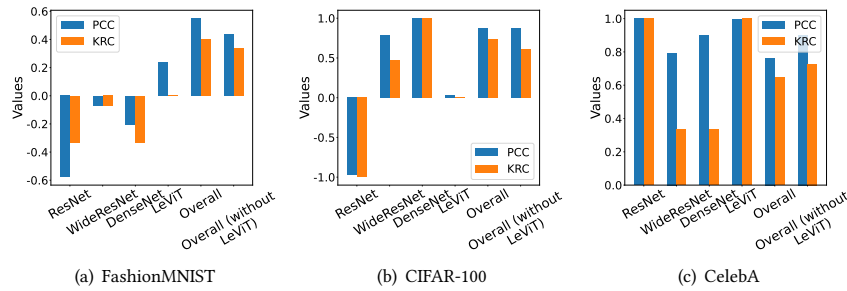 0.6
0.4
0.2
0.0
-0.2
-0.4
-0.6
Values
PCC
KRC
ResNet
WideResNet
DenseNet
LeViT
Overall
Overall (without
LeViT)
(a) FashionMNIST
1.0
0.5
0.0
-0.5
-1.0
Values
PCC
KRC
ResNet
WideResNet
DenseNet
LeViT
Overall
Overall (without
LeViT)
(b) CIFAR-100
1.0
0.8
0.6
0.4
0.2
0.0
Values
PCC
KRC
ResNet
WideResNet
DenseNet
LeViT
Overall
Overall (without
LeViT)
(c) CelebA